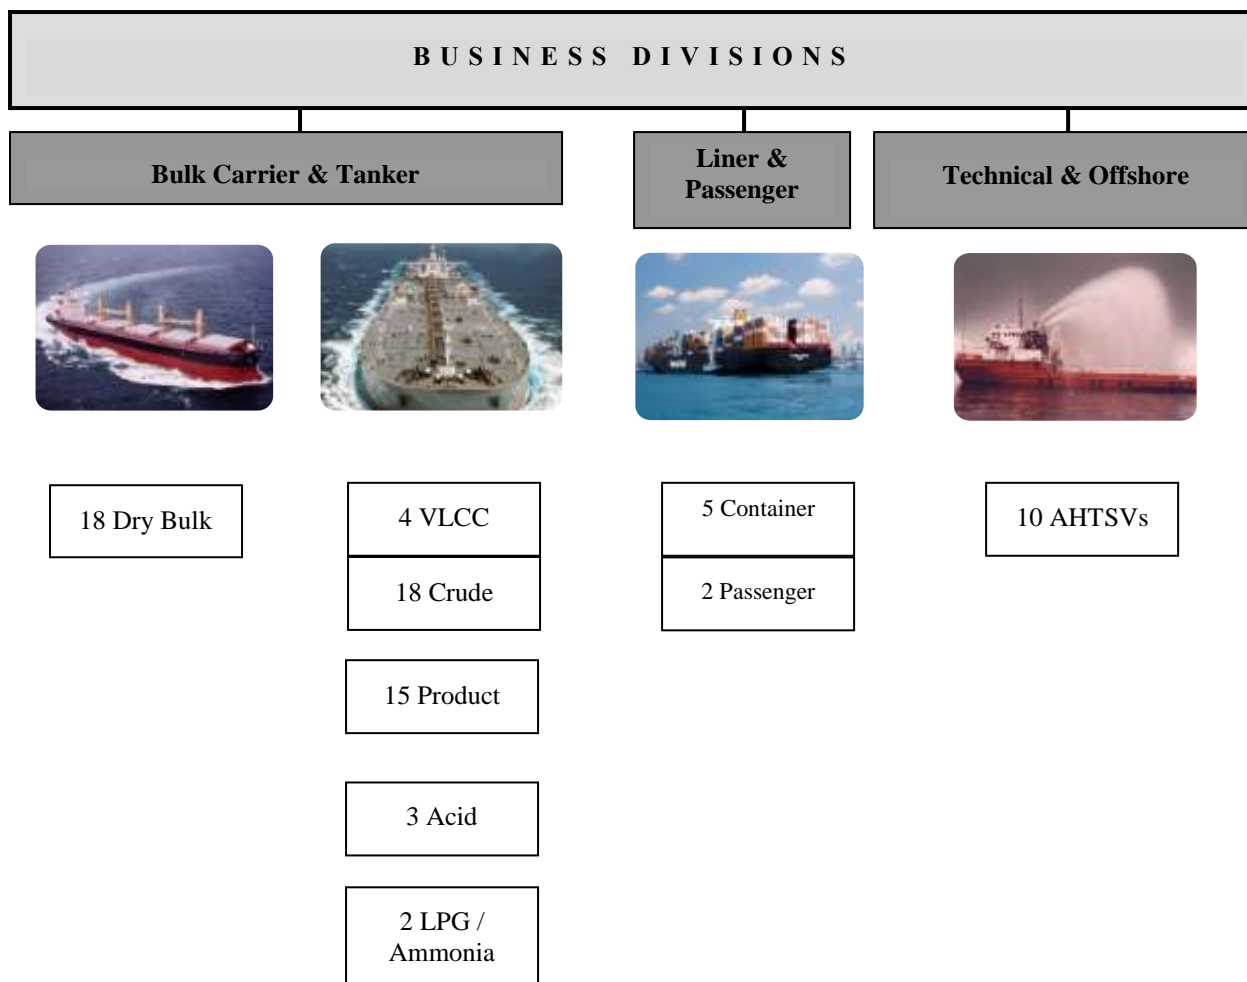 BUSINESS DIVISIONS
Bulk Carrier & Tanker
Liner &
Passenger
Technical & Offshore
18 Dry Bulk
4 VLCC
5 Container
10 AHTSVs
18 Crude
2 Passenger
15 Product
3 Acid
2 LPG /
Ammonia